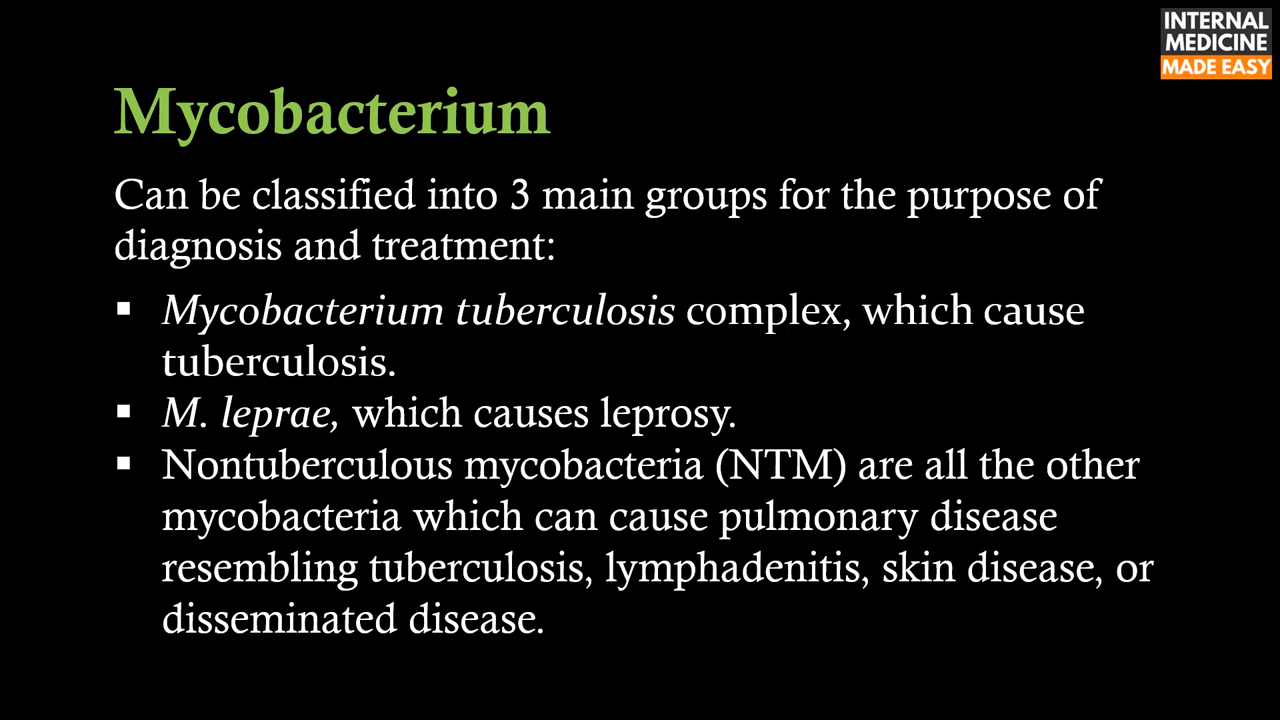 INTERNAL
MEDICINE
MADE EASY
Mycobacterium
Can be classified into 3 main groups for the purpose of
diagnosis and treatment:
▪ Mycobacterium tuberculosis complex, which cause
tuberculosis.
▪ M. leprae, which causes leprosy.
▪ Nontuberculous mycobacteria (NTM) are all the other
mycobacteria which can cause pulmonary disease
resembling tuberculosis, lymphadenitis, skin disease, or
disseminated disease.